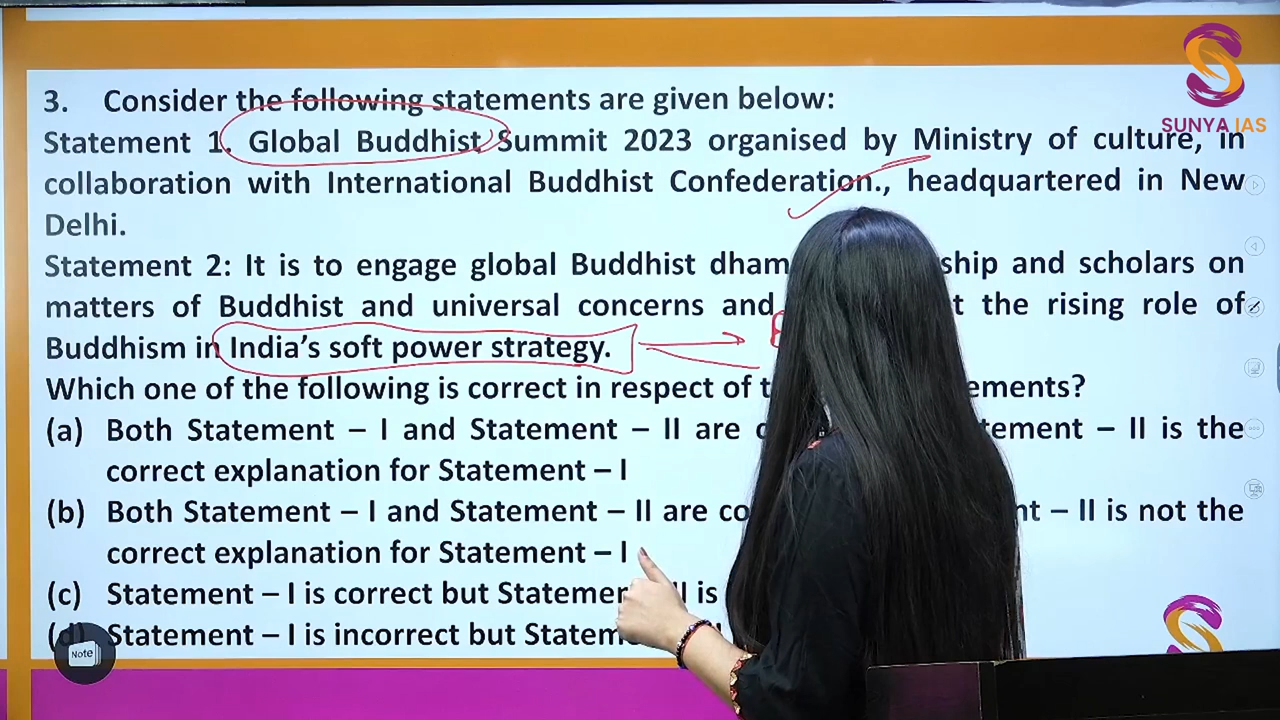 3. Consider the following statements are given below:
Statement 1. Global Buddhist Summit 2023 organised by Ministry of culture, in
collaboration with International Buddhist Confederation., headquartered in New
Delhi.
Statement 2: It is to engage global Buddhist dham ship and scholars on
matters of Buddhist and universal concerns and t the rising role of
Buddhism in India's soft power strategy.
Which one of the following is correct in respect of t ements?
(a) Both Statement – I and Statement – II are tement – II is the
correct explanation for Statement – I
(b) Both Statement – I and Statement – II are co nt – II is not the
correct explanation for Statement – I
(c) Statement – I is correct but Statemen II is
(d) Statement – I is incorrect but Statem
Note
SUNYA IAS